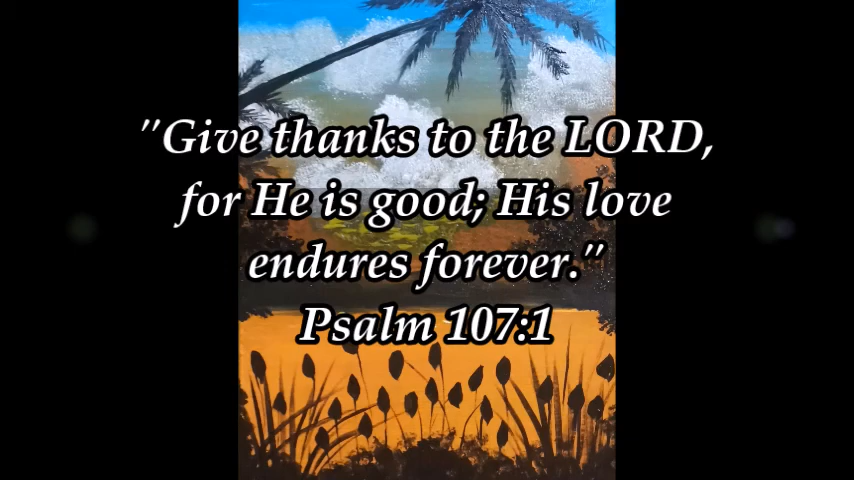 "Give thanks to the LORD,
for He is good; His love
endures forever."
Psalm 107:1